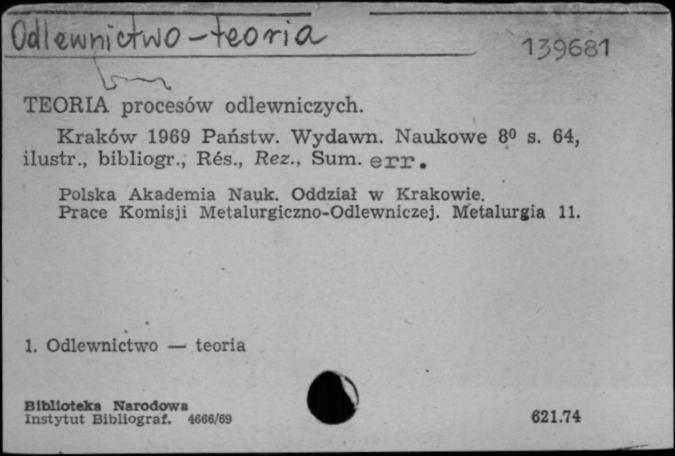 Odlewnictwo - teoria
139681
TEORIA procesów odlewniczych.
Kraków 1969 Państw. Wydawn. Naukowe 8⁰ s. 64,
ilustr., bibliogr., Rés., Rez., Sum. err.
Polska Akademia Nauk. Oddział w Krakowie.
Prace Komisji Metalurgiczno-Odlewniczej. Metalurgia 11.
1. Odlewnictwo — teoria
Biblioteka Narodowa
Instytut Bibliograf. 4666/69
621.74